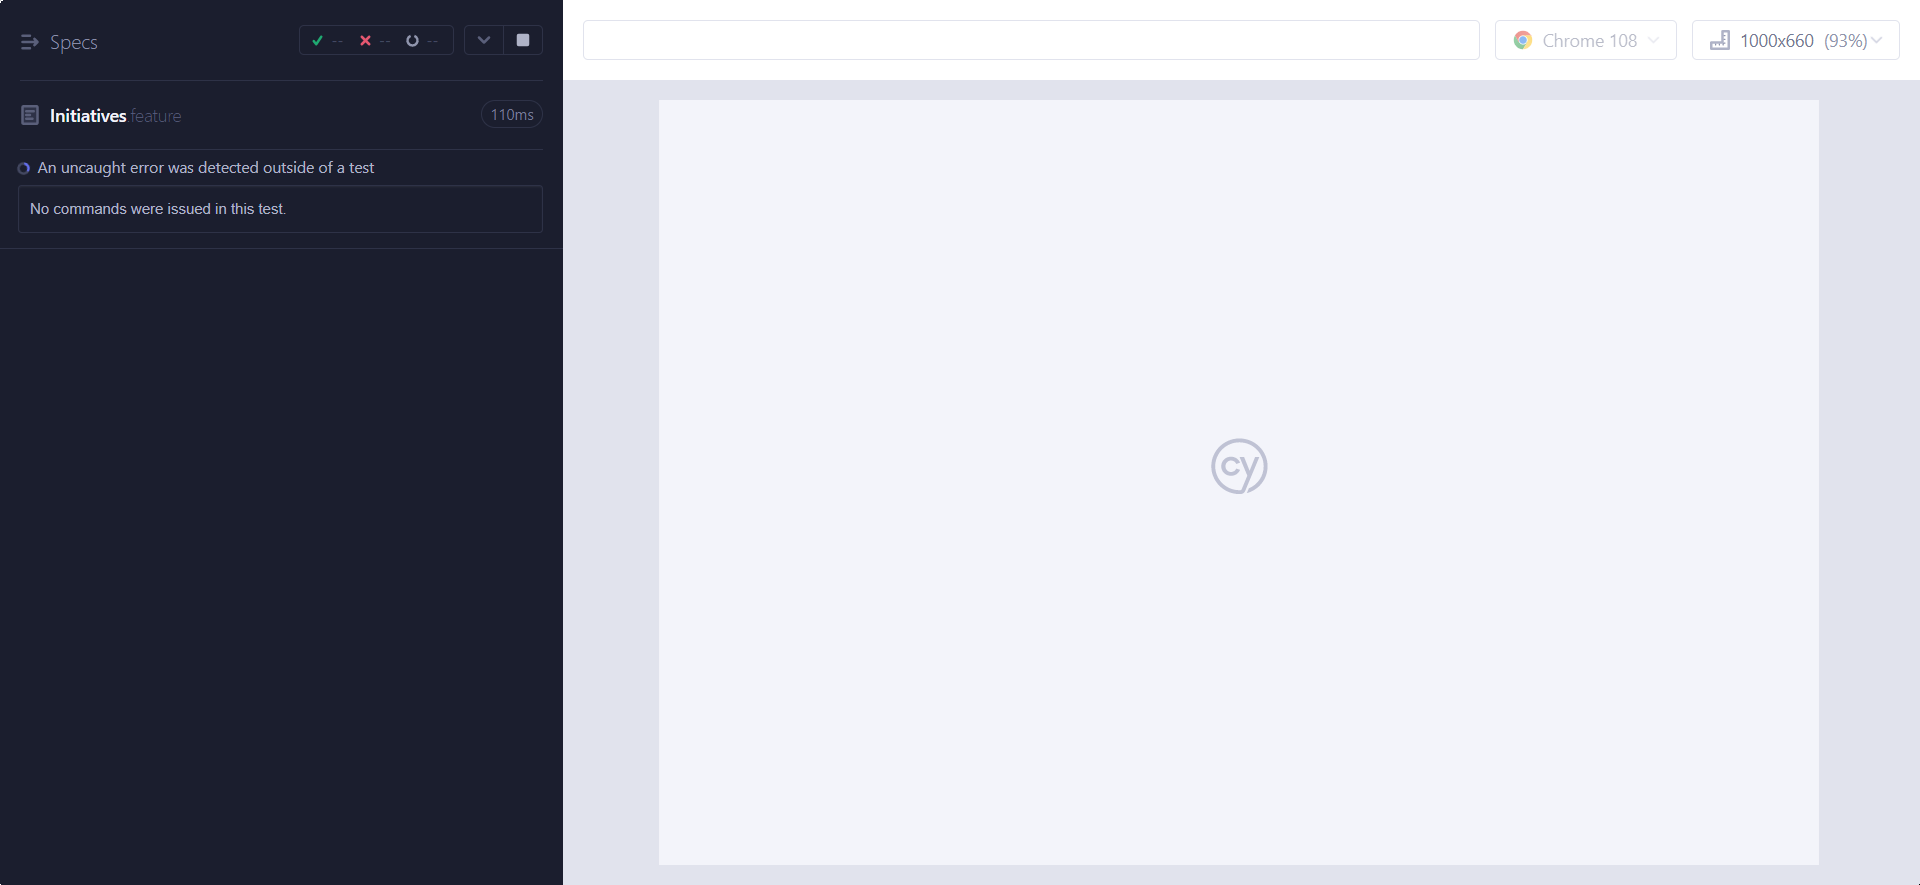 Specs
-- -- --
Initiatives.feature
110ms
An uncaught error was detected outside of a test
No commands were issued in this test.
Chrome 108
1000x660 (93%)
cy